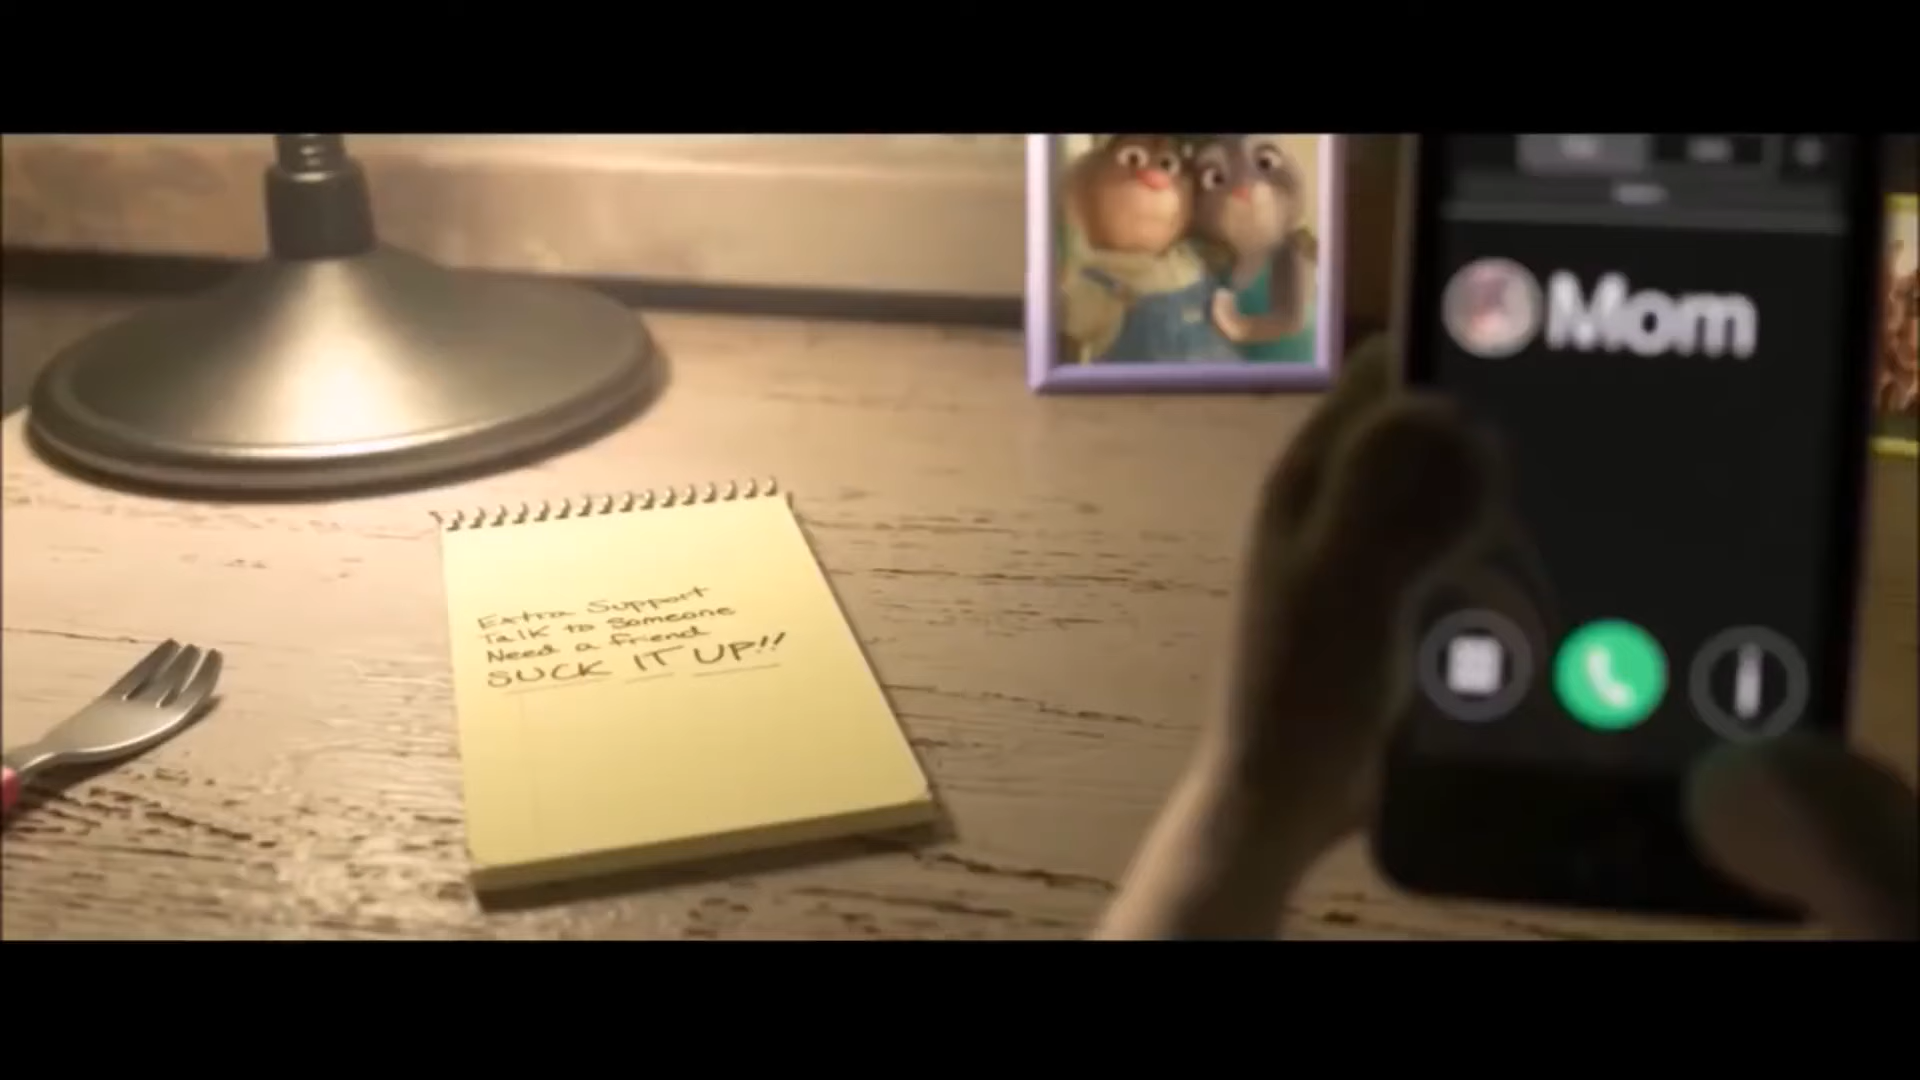 Extra Support
Talk to Someone
Need a friend
SUCK IT UP!!
Mom